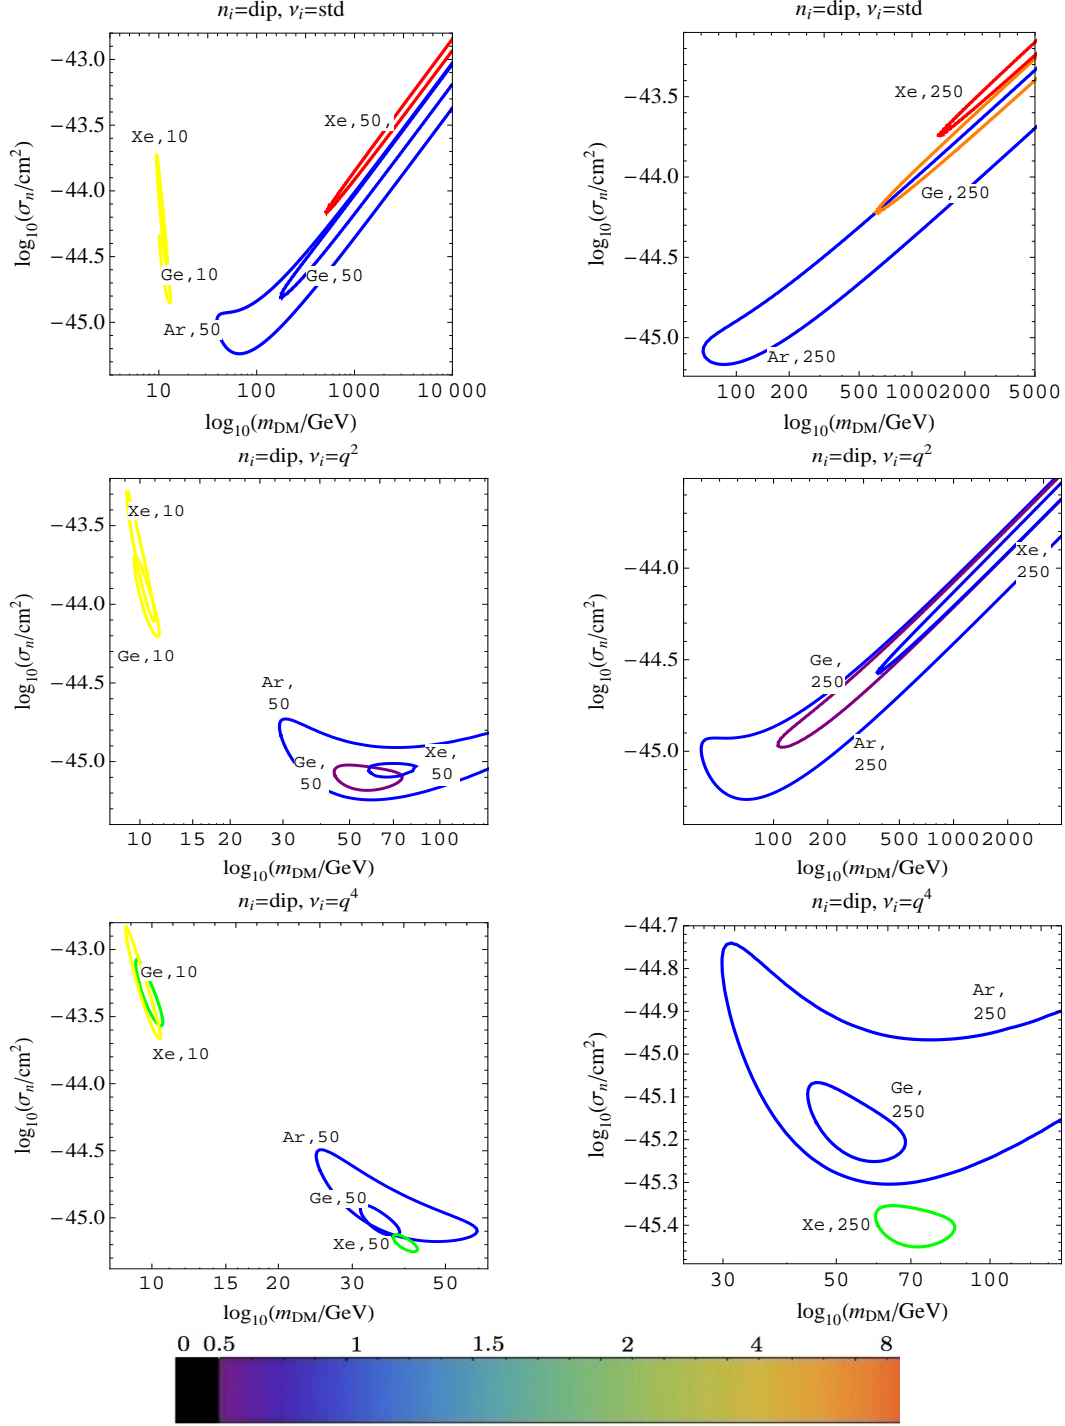 n_i=dip, ν_i=std
log10(σ_n/cm²)
−43.0
−43.5
−44.0
−44.5
−45.0
Xe,10
Xe,50,
Ge,10
Ge,50
Ar,50
10 100 1000 10 000
log10(m_DM/GeV)
n_i=dip, ν_i=std
log10(σ_n/cm²)
−43.5
−44.0
−44.5
−45.0
Xe,250
Ge,250
Ar,250
100 200 500 1000 2000 5000
log10(m_DM/GeV)
n_i=dip, ν_i=q²
log10(σ_n/cm²)
−43.5
−44.0
−44.5
−45.0
Xe,10
Ge,10
Ar,
50
Ge,
50
Xe,
50
10 15 20 30 50 70 100
log10(m_DM/GeV)
n_i=dip, ν_i=q²
log10(σ_n/cm²)
−44.0
−44.5
−45.0
Xe,
250
Ge,
250
Ar,
250
100 200 500 1000 2000
log10(m_DM/GeV)
n_i=dip, ν_i=q⁴
log10(σ_n/cm²)
−43.0
−43.5
−44.0
−44.5
−45.0
Ge,10
Xe,10
Ar,50
Ge,50
Xe,50
10 15 20 30 50
log10(m_DM/GeV)
n_i=dip, ν_i=q⁴
log10(σ_n/cm²)
−44.7
−44.8
−44.9
−45.0
−45.1
−45.2
−45.3
−45.4
Ar,
250
Ge,
250
Xe,250
30 50 70 100
log10(m_DM/GeV)
0 0.5 1 1.5 2 4 8